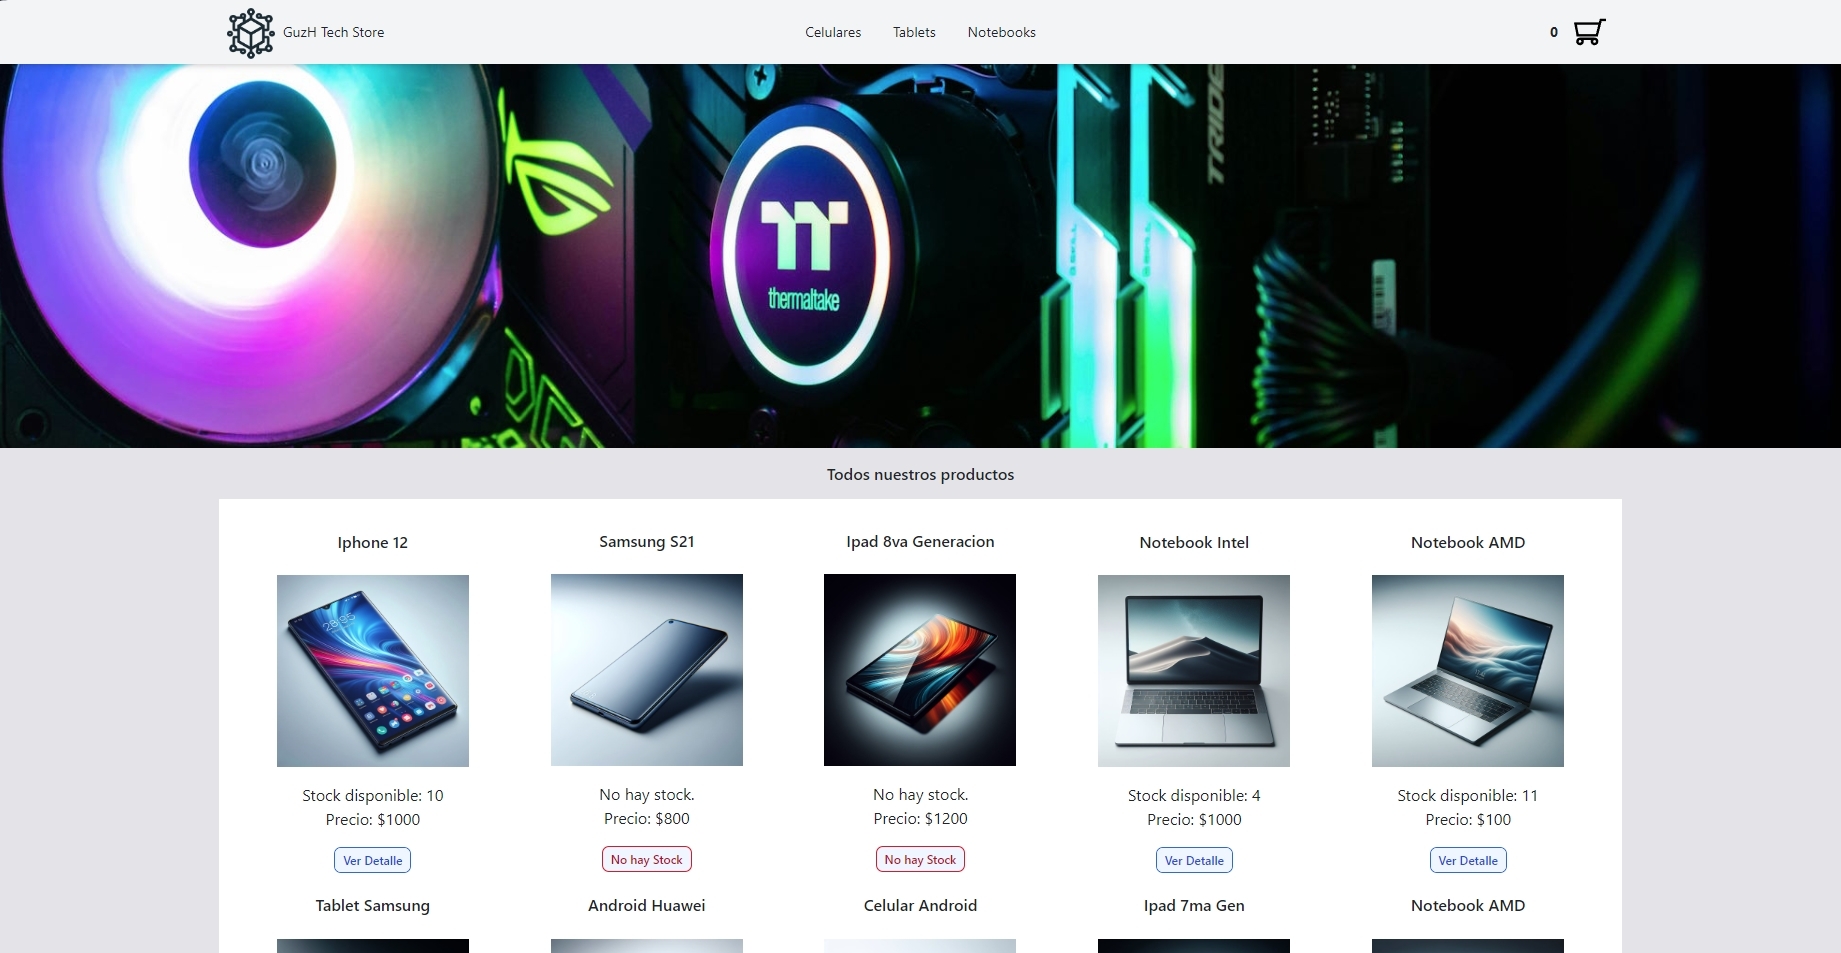 GuzH Tech Store
Celulares
Tablets
Notebooks
0
thermaltake
Todos nuestros productos
Iphone 12
Samsung S21
Ipad 8va Generacion
Notebook Intel
Notebook AMD
Stock disponible: 10
Precio: $1000
Ver Detalle
No hay stock.
Precio: $800
No hay Stock
No hay stock.
Precio: $1200
No hay Stock
Stock disponible: 4
Precio: $1000
Ver Detalle
Stock disponible: 11
Precio: $100
Ver Detalle
Tablet Samsung
Android Huawei
Celular Android
Ipad 7ma Gen
Notebook AMD